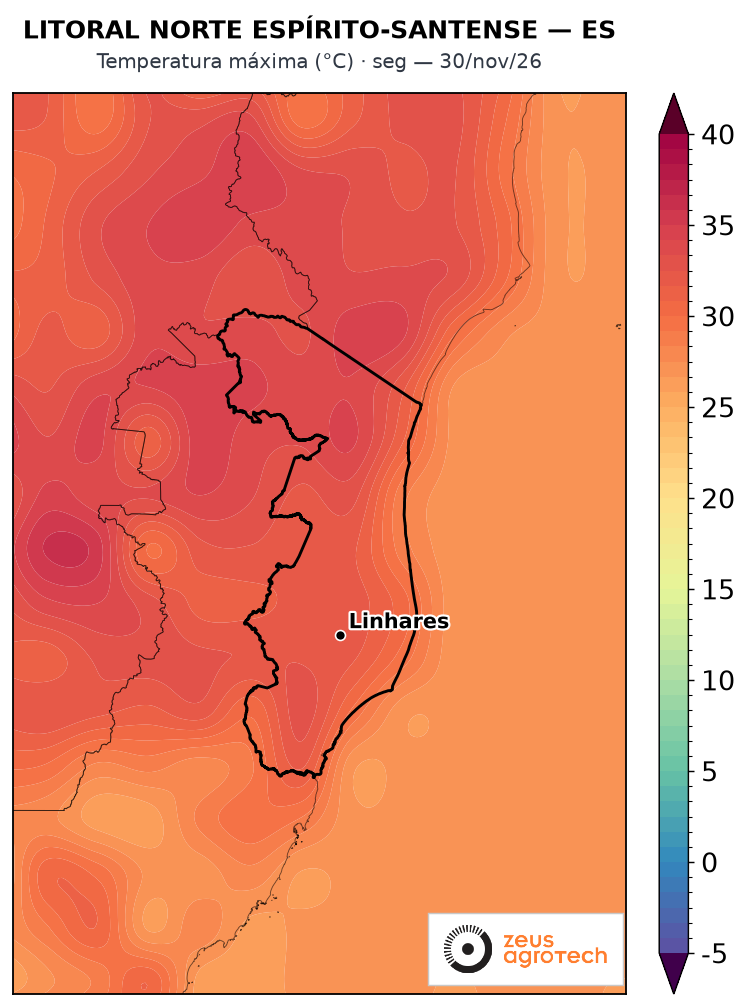 LITORAL NORTE ESPÍRITO-SANTENSE — ES
Temperatura máxima (°C) · seg — 30/nov/26
40
35
30
25
20
15
10
5
0
-5
Linhares
zeus
agrotech